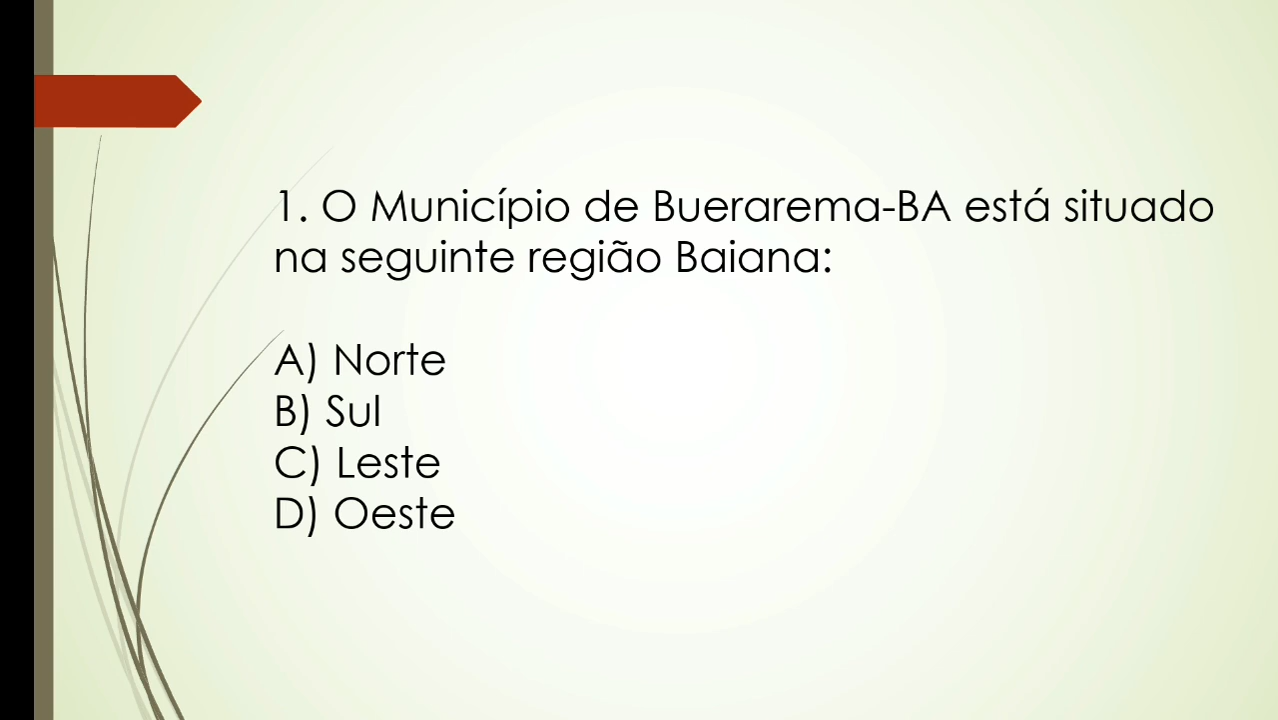 1. O Município de Buerarema-BA está situado
na seguinte região Baiana:
A) Norte
B) Sul
C) Leste
D) Oeste